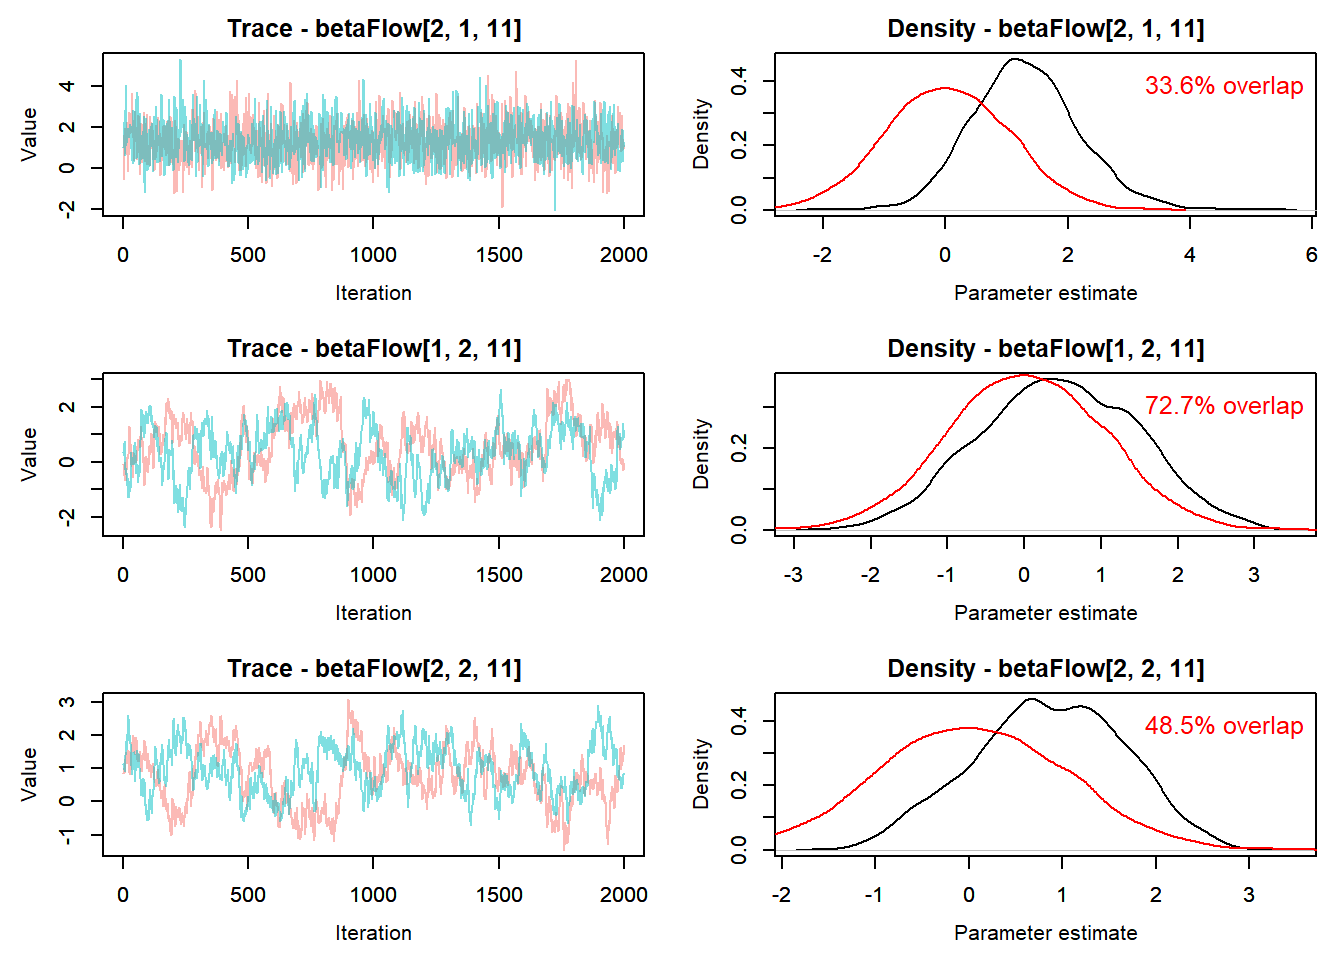 Trace - betaFlow[2, 1, 11]
Value
-2 0 2 4
0 500 1000 1500 2000
Iteration
Density - betaFlow[2, 1, 11]
33.6% overlap
Density
0.0 0.2 0.4
-2 0 2 4 6
Parameter estimate
Trace - betaFlow[1, 2, 11]
Value
-2 0 2
0 500 1000 1500 2000
Iteration
Density - betaFlow[1, 2, 11]
72.7% overlap
Density
0.0 0.2
-3 -2 -1 0 1 2 3
Parameter estimate
Trace - betaFlow[2, 2, 11]
Value
-1 0 1 2 3
0 500 1000 1500 2000
Iteration
Density - betaFlow[2, 2, 11]
48.5% overlap
Density
0.0 0.2 0.4
-2 -1 0 1 2 3
Parameter estimate